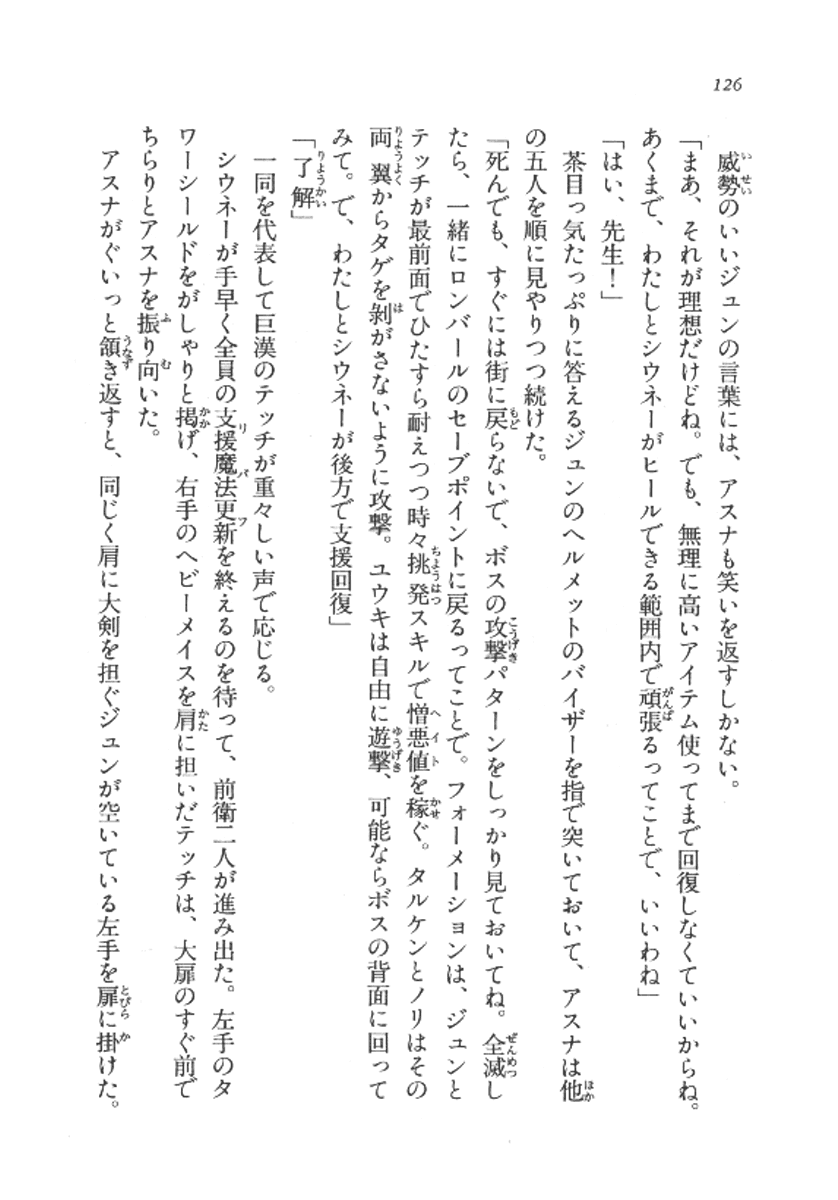 126
威勢のいいジュンの言葉には、アスナも笑いを返すしかない。
「まあ、それが理想だけどね。でも、無理に高いアイテム使ってまで回復しなくていいからね。
あくまで、わたしとシウネーがヒールできる範囲内で頑張るってことで、いいわね」
「はい、先生！」
茶目っ気たっぷりに答えるジュンのヘルメットのバイザーを指で突いておいて、アスナは他
の五人を順に見やりつつ続けた。
「死んでも、すぐには街に戻らないで、ボスの攻撃パターンをしっかり見ておいてね。全滅し
たら、一緒にロンバールのセーブポイントに戻るってことで。フォーメーションは、ジュンと
テッチが最前面でひたすら耐えつつ時々挑発スキルで憎悪値を稼ぐ。タルケンとノリはその
両翼からタゲを剝がさないように攻撃。ユウキは自由に遊撃、可能ならボスの背面に回って
みて。で、わたしとシウネーが後方で支援回復」
「了解」
一同を代表して巨漢のテッチが重々しい声で応じる。
シウネーが手早く全員の支援魔法更新を終えるのを待って、前衛二人が進み出た。左手のタ
ワーシールドをがしゃりと掲げ、右手のヘビーメイスを肩に担いだテッチは、大扉のすぐ前で
ちらりとアスナを振り向いた。
アスナがぐいっと頷き返すと、同じく肩に大剣を担ぐジュンが空いている左手を扉に掛けた。